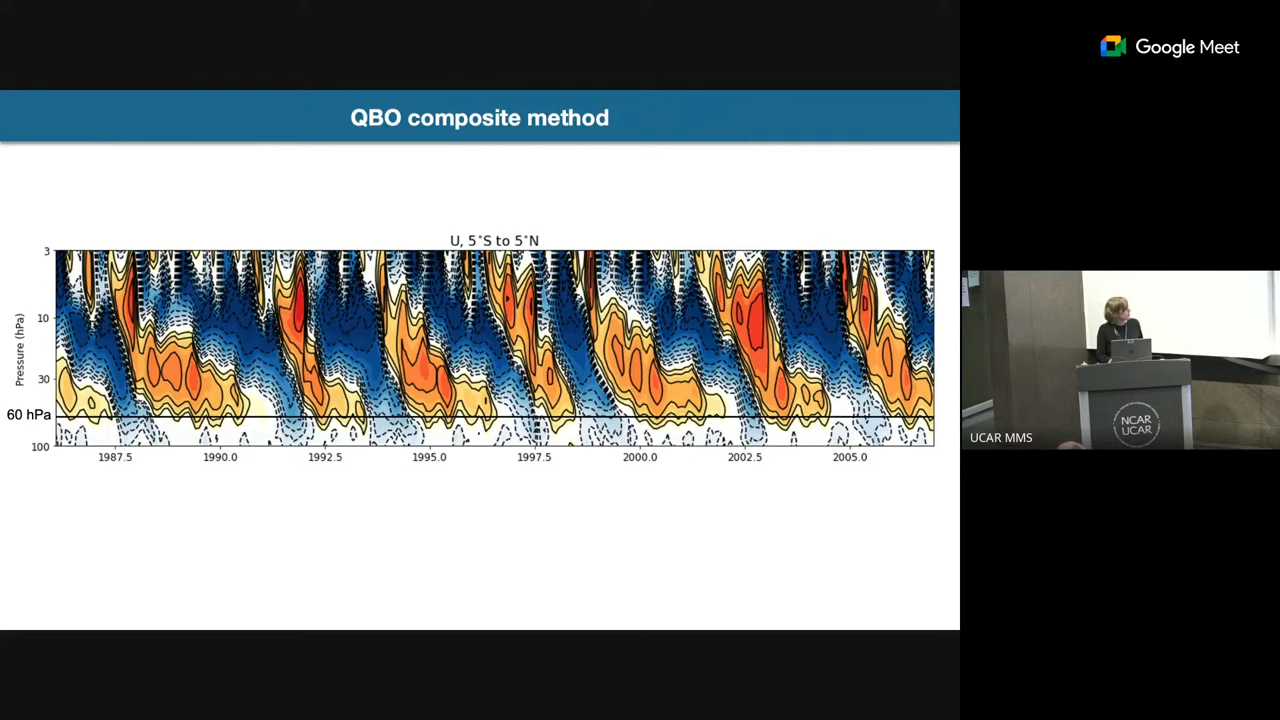 Google Meet
QBO composite method
U, 5°S to 5°N
Pressure (hPa)
3
10
30
60 hPa
100
1987.5
1990.0
1992.5
1995.0
1997.5
2000.0
2002.5
2005.0
NCAR
UCAR
UCAR MMS